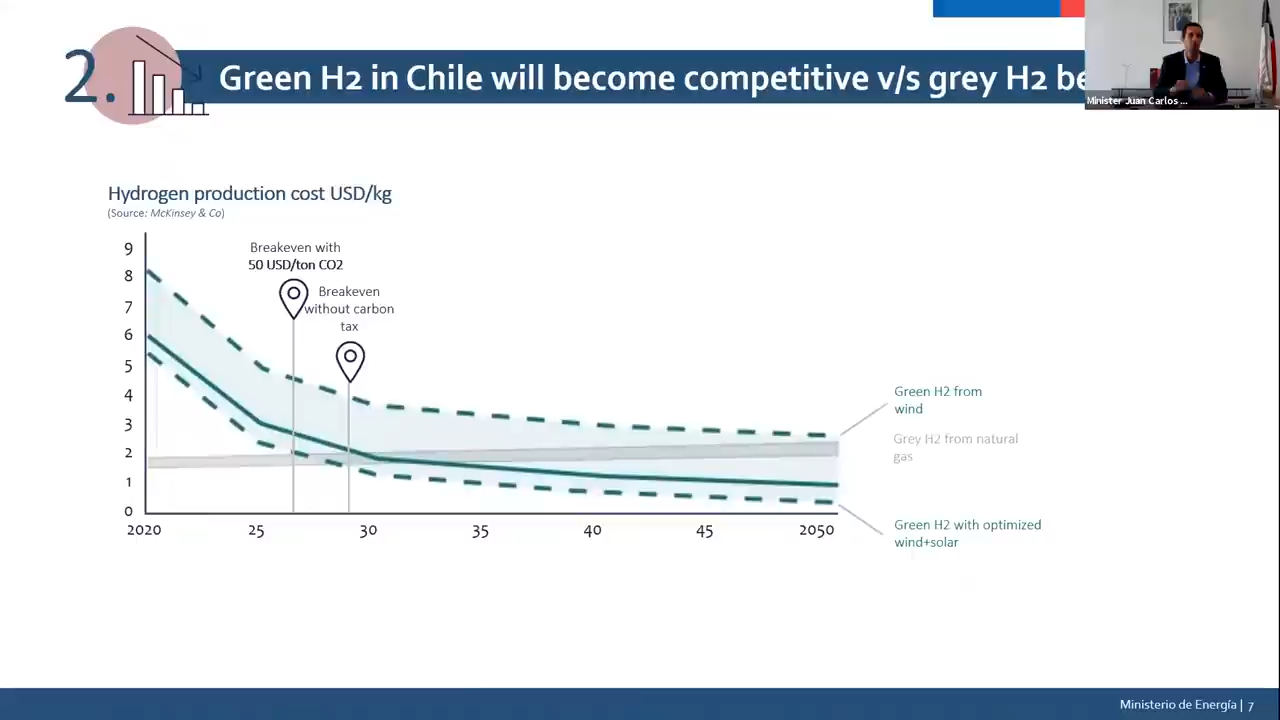 2.
Green H2 in Chile will become competitive v/s grey H2 be
Minister Juan Carlos ...
Hydrogen production cost USD/kg
(Source: McKinsey & Co)
9
8
7
6
5
4
3
2
1
0
Breakeven with
50 USD/ton CO2
Breakeven
without carbon
tax
2020
25
30
35
40
45
2050
Green H2 from
wind
Grey H2 from natural
gas
Green H2 with optimized
wind+solar
Ministerio de Energía | 7